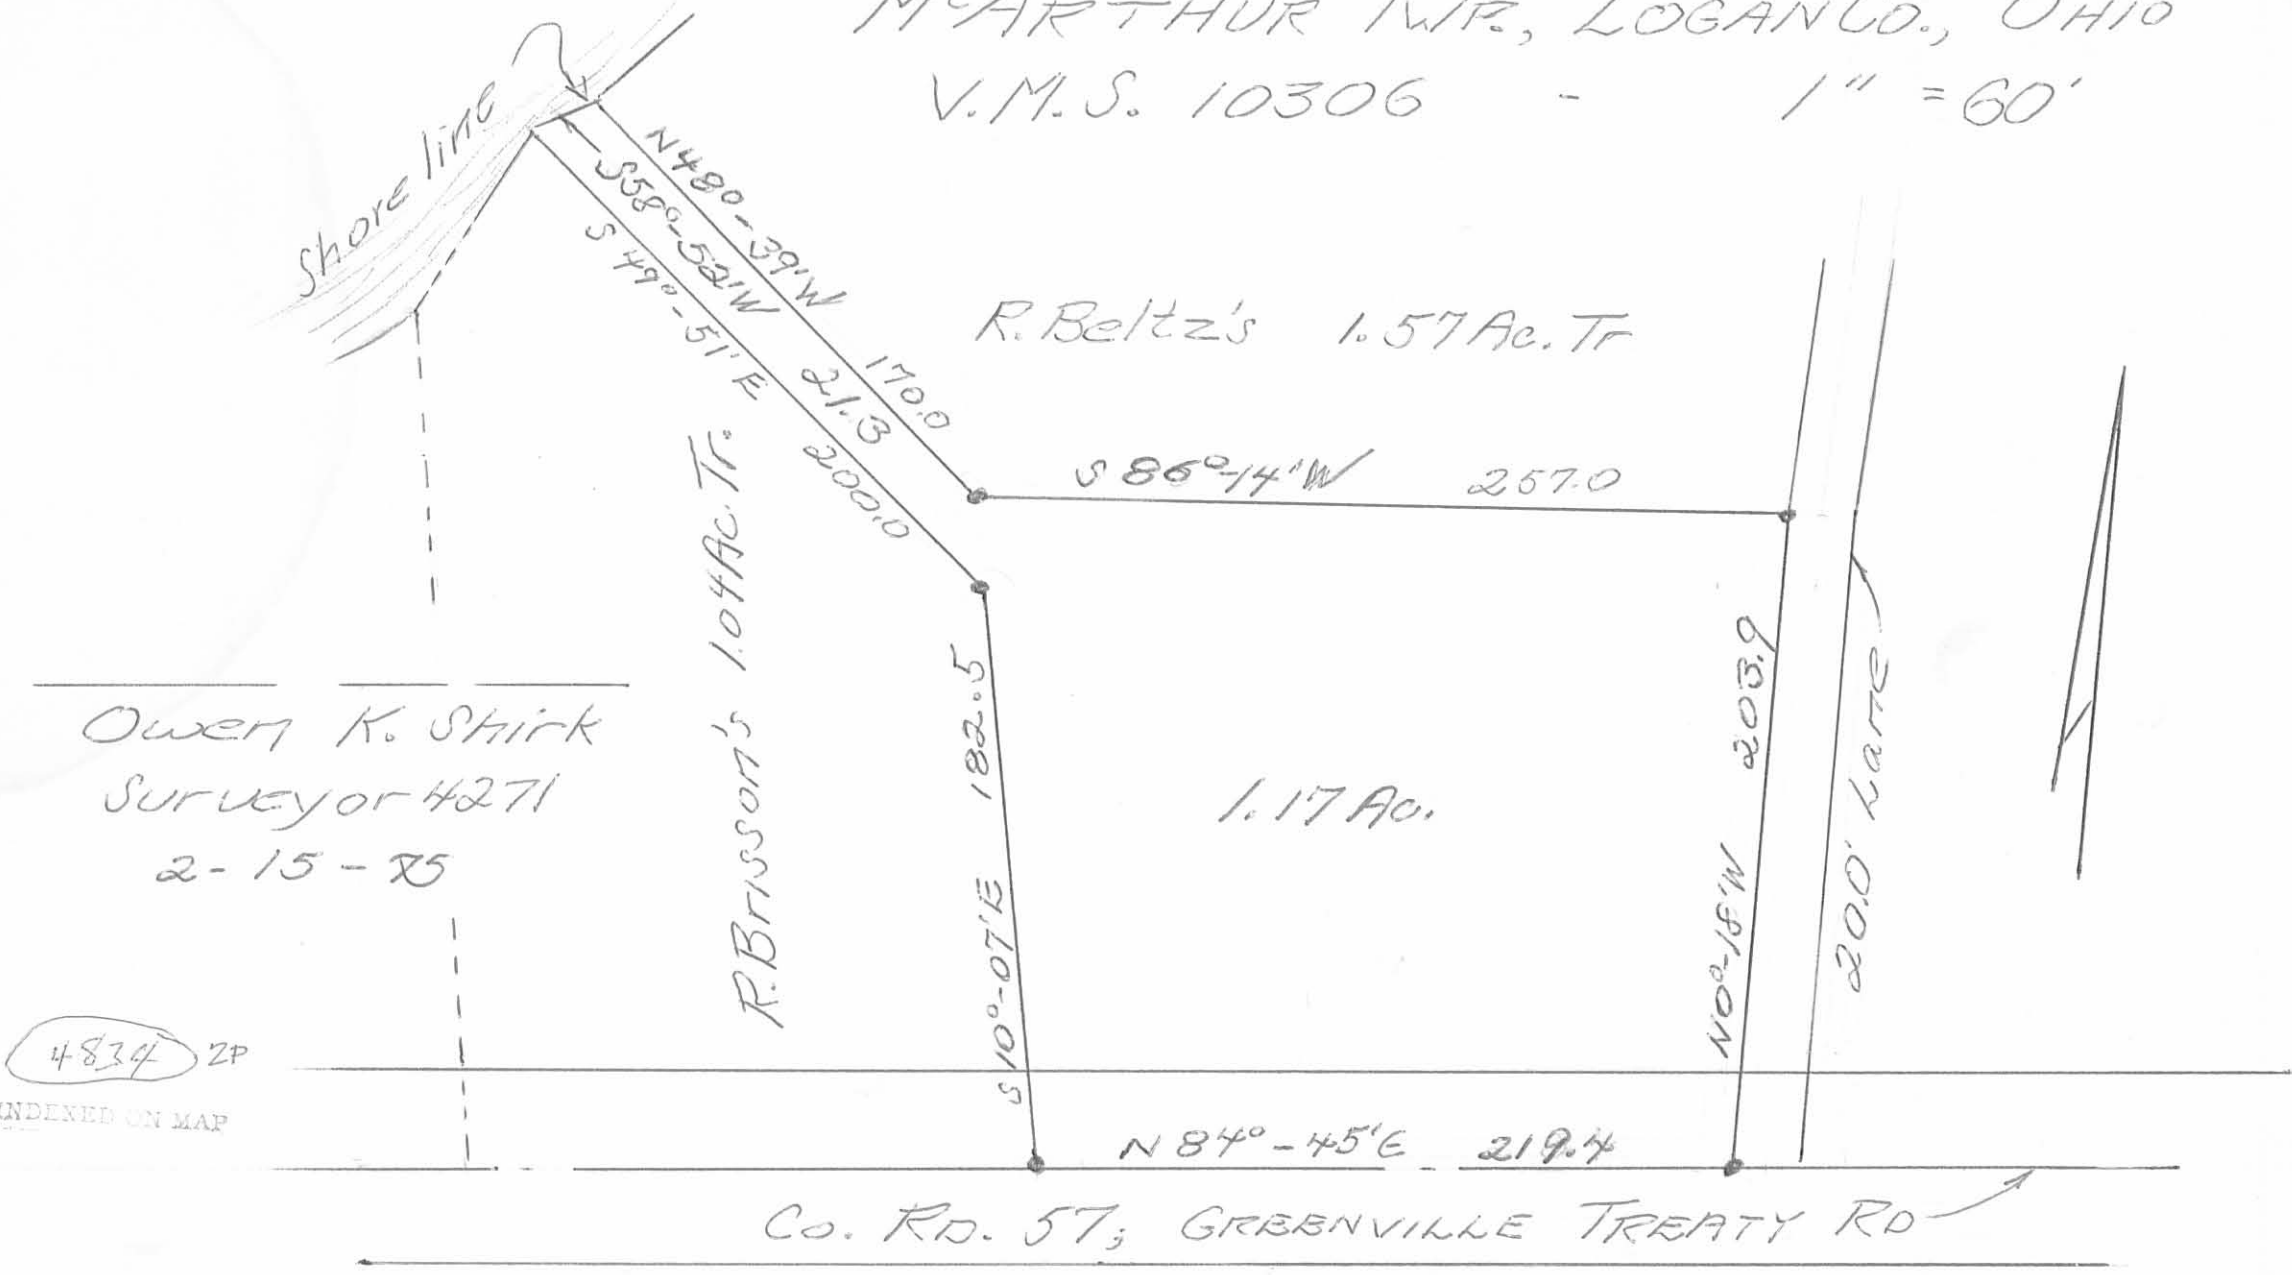 McARTHUR TWP., LOGAN CO., OHIO
V.M.S. 10306 - 1" = 60'
Shore line
N480-39'W 170.0
S58°-52'W 21.3
S 49°-51'E 200.0
R. Beltz's 1.57 Ac. Tr
S 86°-14'W 257.0
R. Brisson's 1.04 Ac. Tr.
182.5
S 10°-07'E
1.17 Ac.
N0°-18'W 203.9
20.0' Lane
Owen K. Shirk
Surveyor 4271
2-15-75
4834 2P
INDEXED ON MAP
N 84°-45'E 219.4
CO. RD. 57; GREENVILLE TREATY RD